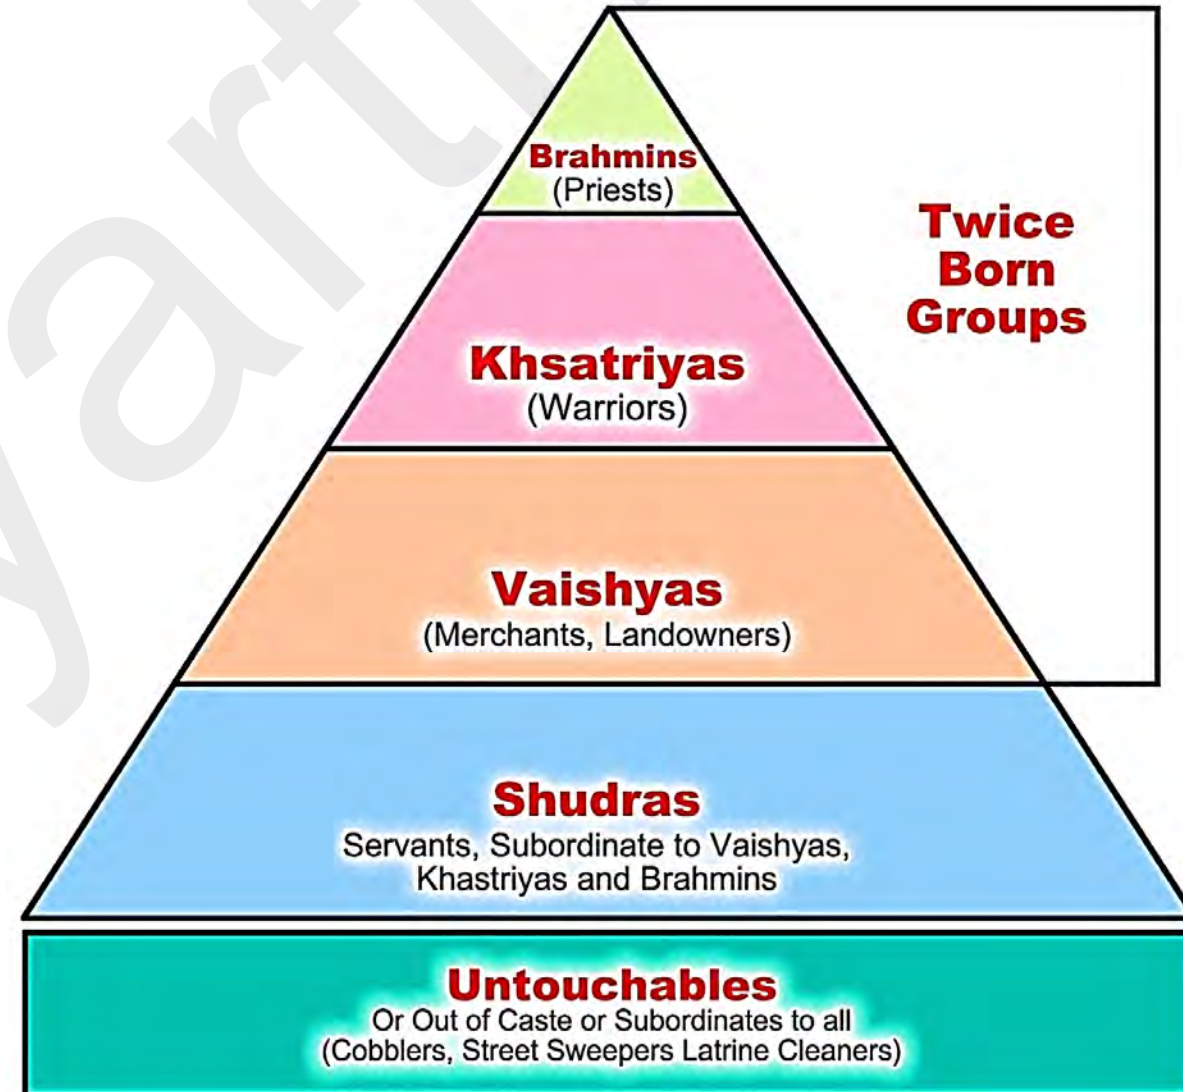 Brahmins
(Priests)
Twice
Born
Groups
Khsatriyas
(Warriors)
Vaishyas
(Merchants, Landowners)
Shudras
Servants, Subordinate to Vaishyas,
Khastriyas and Brahmins
Untouchables
Or Out of Caste or Subordinates to all
(Cobblers, Street Sweepers Latrine Cleaners)